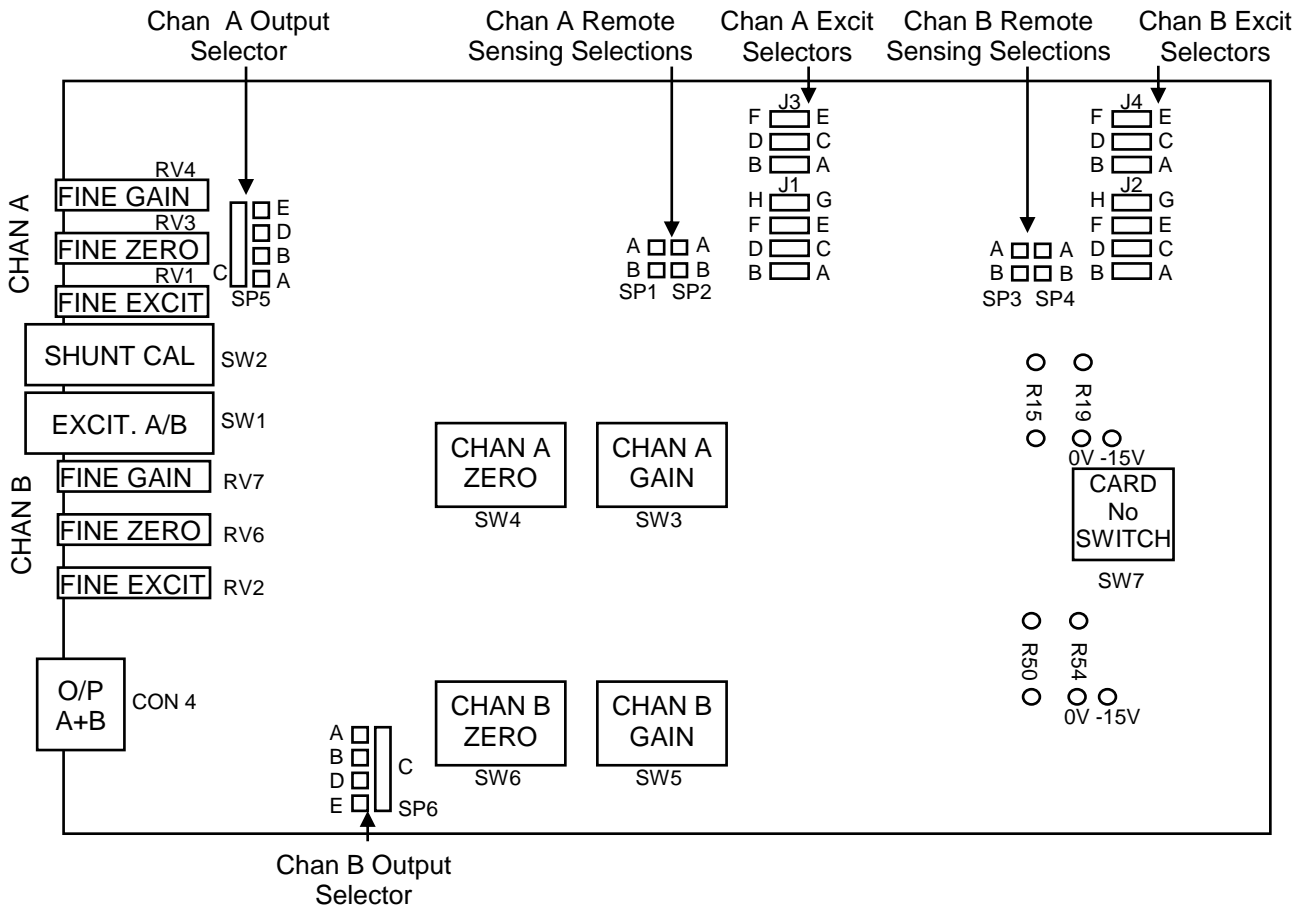 Chan A Output
Selector
Chan A Remote
Sensing Selections
Chan A Excit
Selectors
Chan B Remote
Sensing Selections
Chan B Excit
Selectors
CHAN A
RV4
FINE GAIN
RV3
FINE ZERO
RV1
FINE EXCIT
E
D
B
A
C
SP5
SHUNT CAL
SW2
EXCIT. A/B
SW1
CHAN B
FINE GAIN
RV7
FINE ZERO
RV6
FINE EXCIT
RV2
O/P
A+B
CON 4
A A
B B
SP1 SP2
J3
F E
D C
B A
J1
H G
F E
D C
B A
A A
B B
SP3 SP4
J4
F E
D C
B A
J2
H G
F E
D C
B A
R15
R19
0V -15V
CARD
No
SWITCH
SW7
CHAN A
ZERO
SW4
CHAN A
GAIN
SW3
R50
R54
0V -15V
CHAN B
ZERO
SW6
CHAN B
GAIN
SW5
A
B
D
E
C
SP6
Chan B Output
Selector